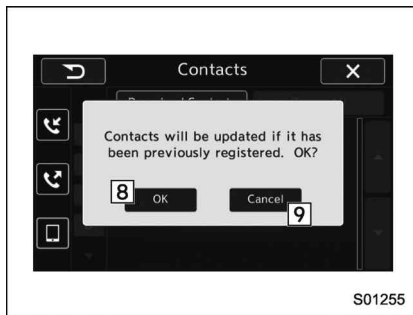 Contacts
Contacts will be updated if it has
been previously registered. OK?
8
OK
Cancel
9
S01255